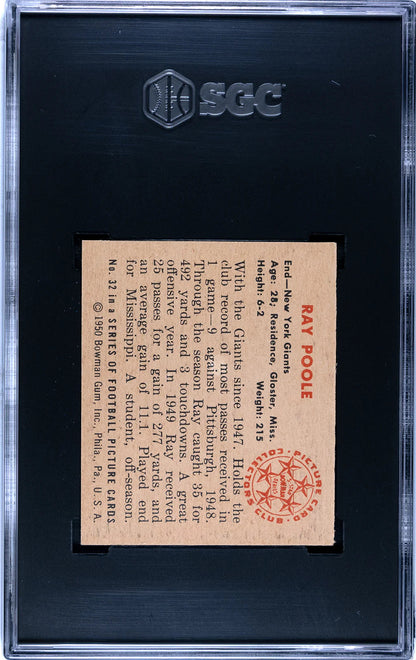 SGC
RAY POOLE
End—New York Giants
Age: 28; Residence, Gloster, Miss.
Height: 6-2 Weight: 215
With the Giants since 1947. Holds the
club record of most passes received in
1 game—9 against Pittsburgh, 1948.
Through the season Ray caught 35 for
492 yards and 3 touchdowns. A great
offensive year. In 1949 Ray received
25 passes for a gain of 277 yards, and
an average gain of 11.1. Played end
for Mississippi. A student, off-season.
No. 32 in a SERIES OF FOOTBALL PICTURE CARDS
© 1950 Bowman Gum, Inc., Phila., Pa., U. S. A.
PICTURE CARD
COLLECTORS CLUB
BOWMAN